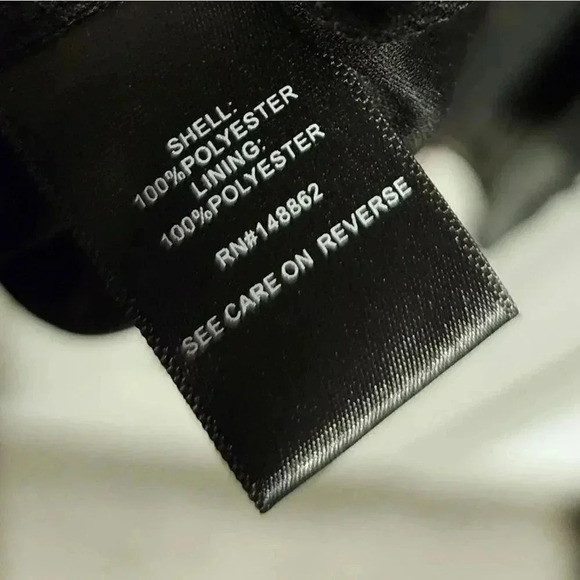 SHELL:
100%POLYESTER
LINING:
100%POLYESTER
RN#148862
SEE CARE ON REVERSE